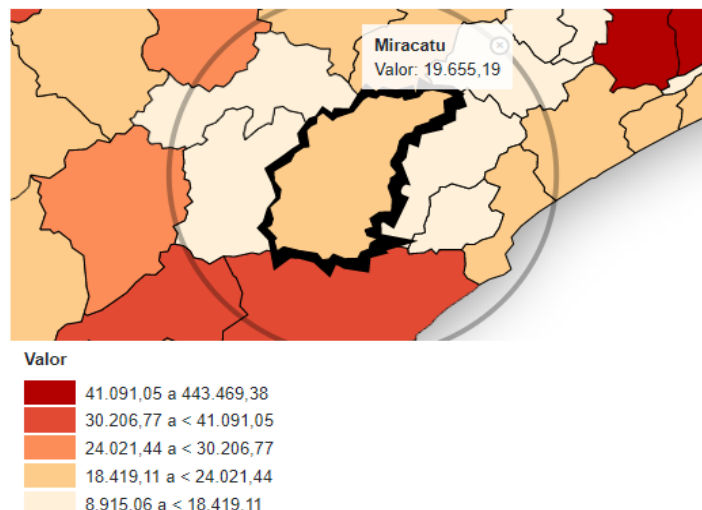 Miracatu
Valor: 19.655,19
Valor
41.091,05 a 443.469,38
30.206,77 a < 41.091,05
24.021,44 a < 30.206,77
18.419,11 a < 24.021,44
8.915,06 a < 18.419,11